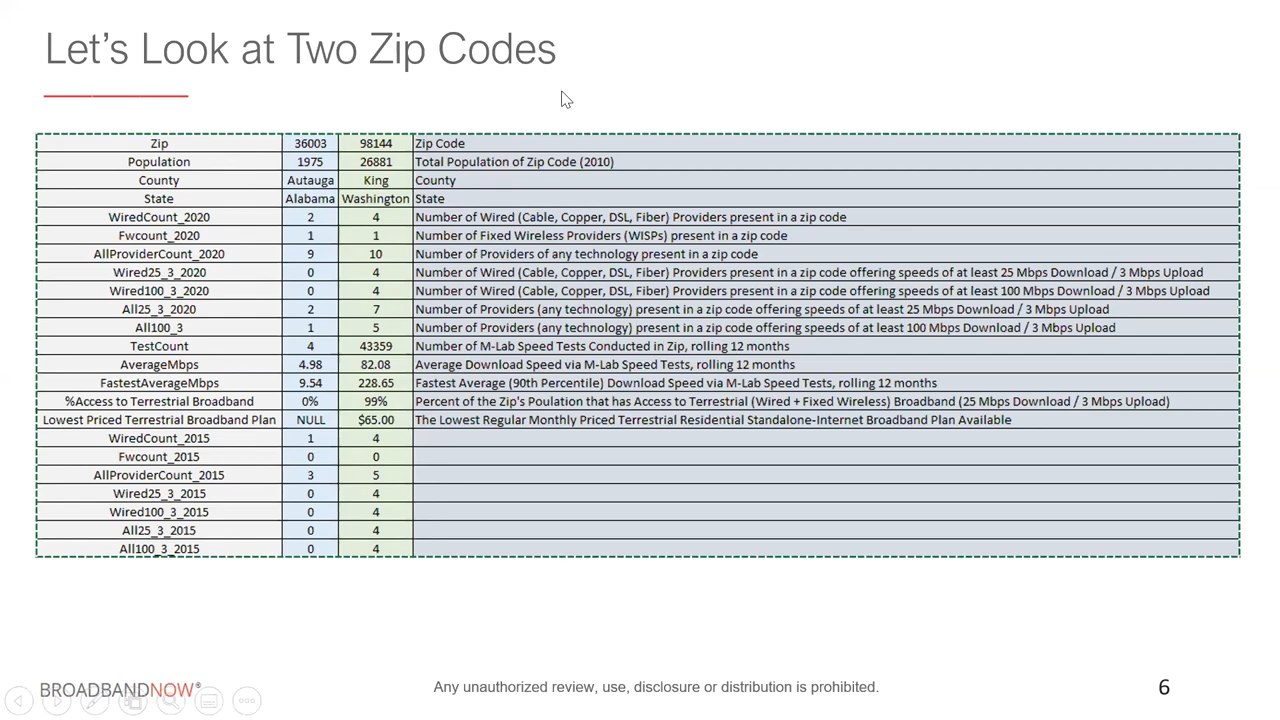 Let's Look at Two Zip Codes
Zip 36003 98144 Zip Code
Population 1975 26881 Total Population of Zip Code (2010)
County Autauga King County
State Alabama Washington State
WiredCount_2020 2 4 Number of Wired (Cable, Copper, DSL, Fiber) Providers present in a zip code
Fwcount_2020 1 1 Number of Fixed Wireless Providers (WISPs) present in a zip code
AllProviderCount_2020 9 10 Number of Providers of any technology present in a zip code
Wired25_3_2020 0 4 Number of Wired (Cable, Copper, DSL, Fiber) Providers present in a zip code offering speeds of at least 25 Mbps Download / 3 Mbps Upload
Wired100_3_2020 0 4 Number of Wired (Cable, Copper, DSL, Fiber) Providers present in a zip code offering speeds of at least 100 Mbps Download / 3 Mbps Upload
All25_3_2020 2 7 Number of Providers (any technology) present in a zip code offering speeds of at least 25 Mbps Download / 3 Mbps Upload
All100_3 1 5 Number of Providers (any technology) present in a zip code offering speeds of at least 100 Mbps Download / 3 Mbps Upload
TestCount 4 43359 Number of M-Lab Speed Tests Conducted in Zip, rolling 12 months
AverageMbps 4.98 82.08 Average Download Speed via M-Lab Speed Tests, rolling 12 months
FastestAverageMbps 9.54 228.65 Fastest Average (90th Percentile) Download Speed via M-Lab Speed Tests, rolling 12 months
%Access to Terrestrial Broadband 0% 99% Percent of the Zip's Poulation that has Access to Terrestrial (Wired + Fixed Wireless) Broadband (25 Mbps Download / 3 Mbps Upload)
Lowest Priced Terrestrial Broadband Plan NULL $65.00 The Lowest Regular Monthly Priced Terrestrial Residential Standalone-Internet Broadband Plan Available
WiredCount_2015 1 4
Fwcount_2015 0 0
AllProviderCount_2015 3 5
Wired25_3_2015 0 4
Wired100_3_2015 0 4
All25_3_2015 0 4
All100_3_2015 0 4
BROADBANDNOW® Any unauthorized review, use, disclosure or distribution is prohibited. 6